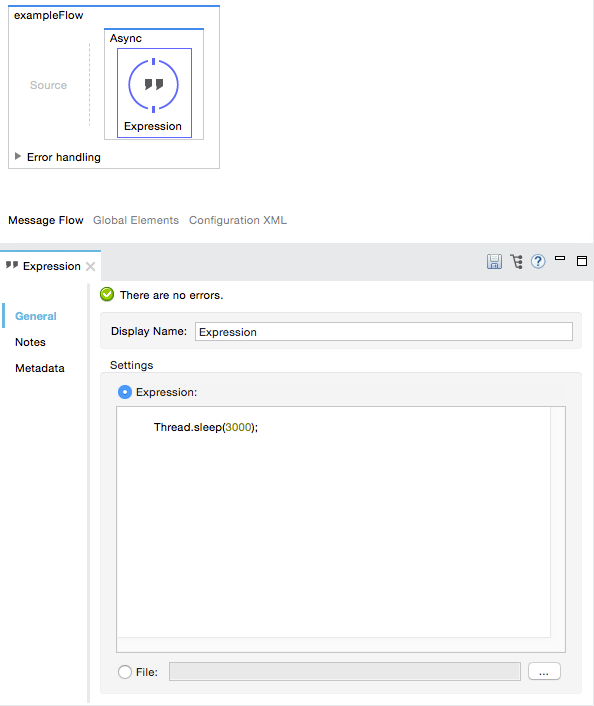 exampleFlow
Async
Source
Expression
Error handling
Message Flow Global Elements Configuration XML
Expression
There are no errors.
General
Display Name: Expression
Notes
Metadata
Settings
Expression:
Thread.sleep(3000);
File: ...